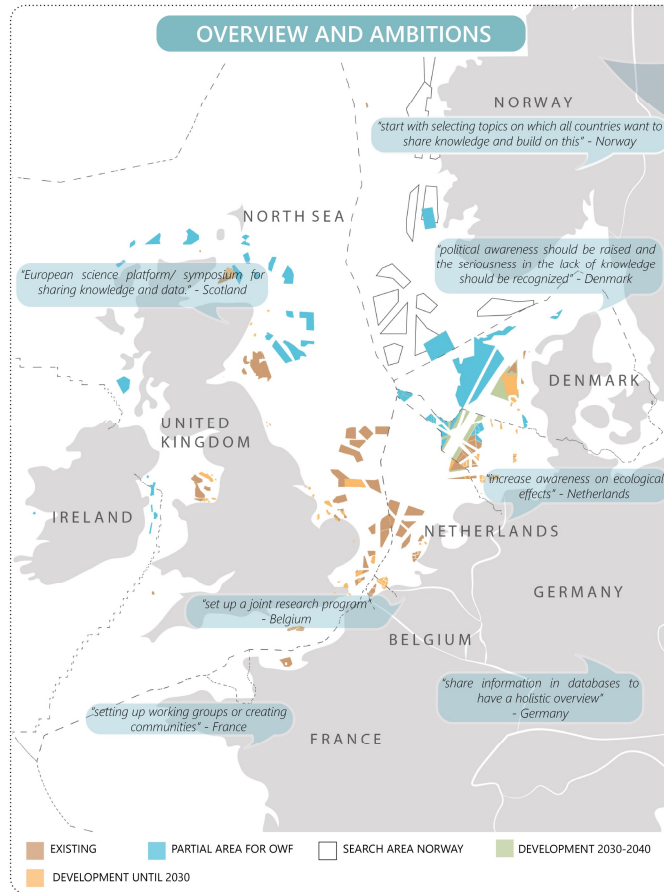 OVERVIEW AND AMBITIONS
NORWAY
"start with selecting topics on which all countries want to
share knowledge and build on this" - Norway
NORTH SEA
"political awareness should be raised and
the seriousness in the lack of knowledge
should be recognized" - Denmark
"European science platform/ symposium for
sharing knowledge and data." - Scotland
DENMARK
UNITED
KINGDOM
"increase awareness on ecological
effects" - Netherlands
IRELAND
NETHERLANDS
GERMANY
"set up a joint research program"
- Belgium
BELGIUM
"share information in databases to
have a holistic overview"
- Germany
"setting up working groups or creating
communities" - France
FRANCE
EXISTING
PARTIAL AREA FOR OWF
SEARCH AREA NORWAY
DEVELOPMENT 2030-2040
DEVELOPMENT UNTIL 2030